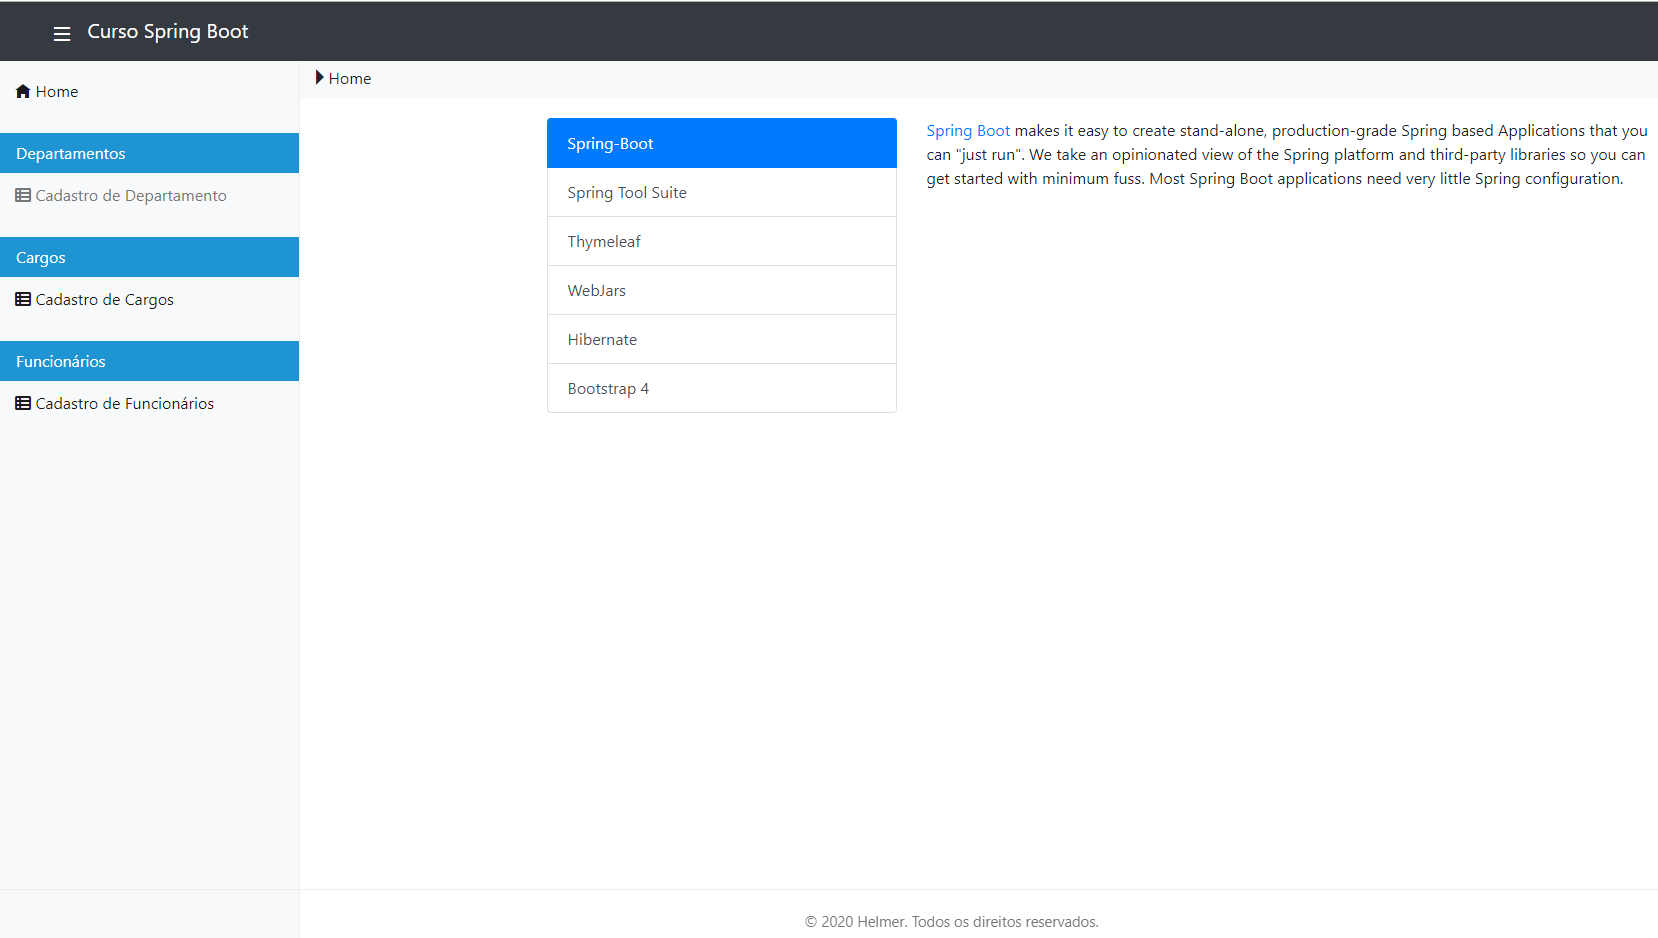 Curso Spring Boot
Home
Departamentos
Cadastro de Departamento
Cargos
Cadastro de Cargos
Funcionários
Cadastro de Funcionários
Home
Spring-Boot
Spring Tool Suite
Thymeleaf
WebJars
Hibernate
Bootstrap 4
Spring Boot makes it easy to create stand-alone, production-grade Spring based Applications that you
can "just run". We take an opinionated view of the Spring platform and third-party libraries so you can
get started with minimum fuss. Most Spring Boot applications need very little Spring configuration.
© 2020 Helmer. Todos os direitos reservados.